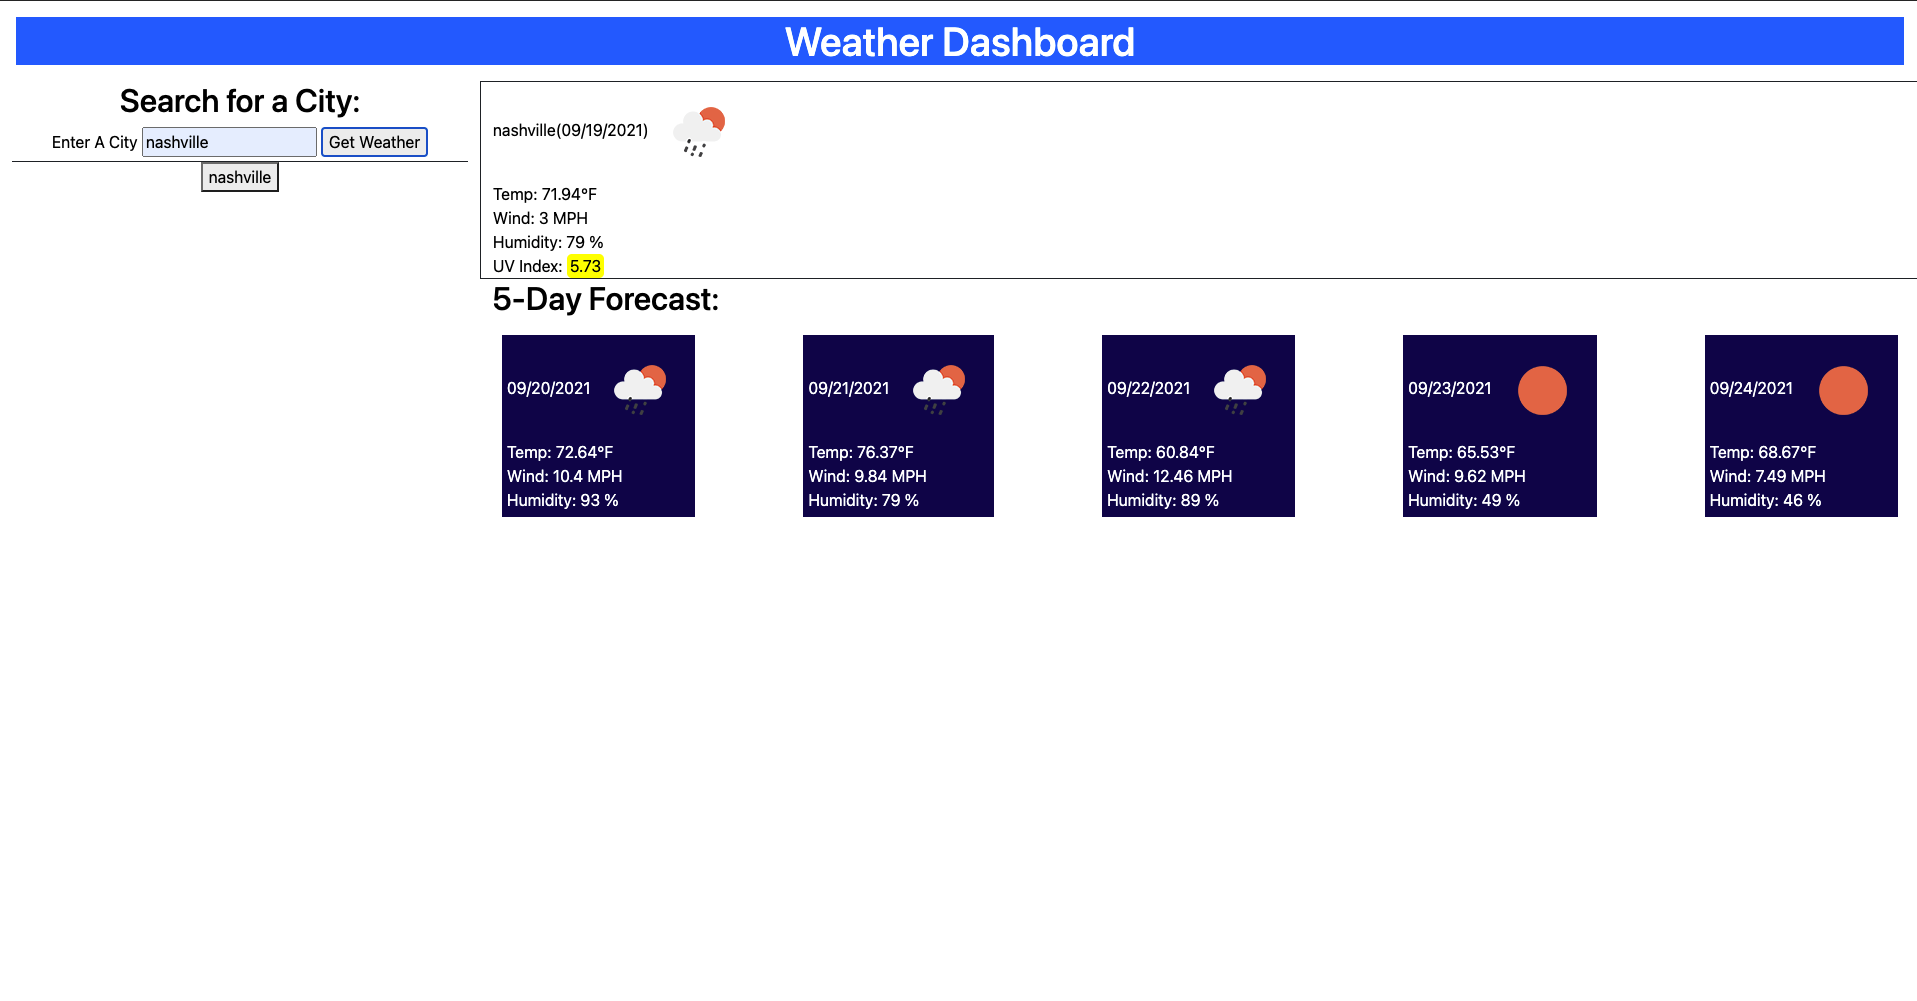 Weather Dashboard
Search for a City:
Enter A City nashville Get Weather
nashville
nashville(09/19/2021)
Temp: 71.94°F
Wind: 3 MPH
Humidity: 79 %
UV Index: 5.73
5-Day Forecast:
09/20/2021
Temp: 72.64°F
Wind: 10.4 MPH
Humidity: 93 %
09/21/2021
Temp: 76.37°F
Wind: 9.84 MPH
Humidity: 79 %
09/22/2021
Temp: 60.84°F
Wind: 12.46 MPH
Humidity: 89 %
09/23/2021
Temp: 65.53°F
Wind: 9.62 MPH
Humidity: 49 %
09/24/2021
Temp: 68.67°F
Wind: 7.49 MPH
Humidity: 46 %